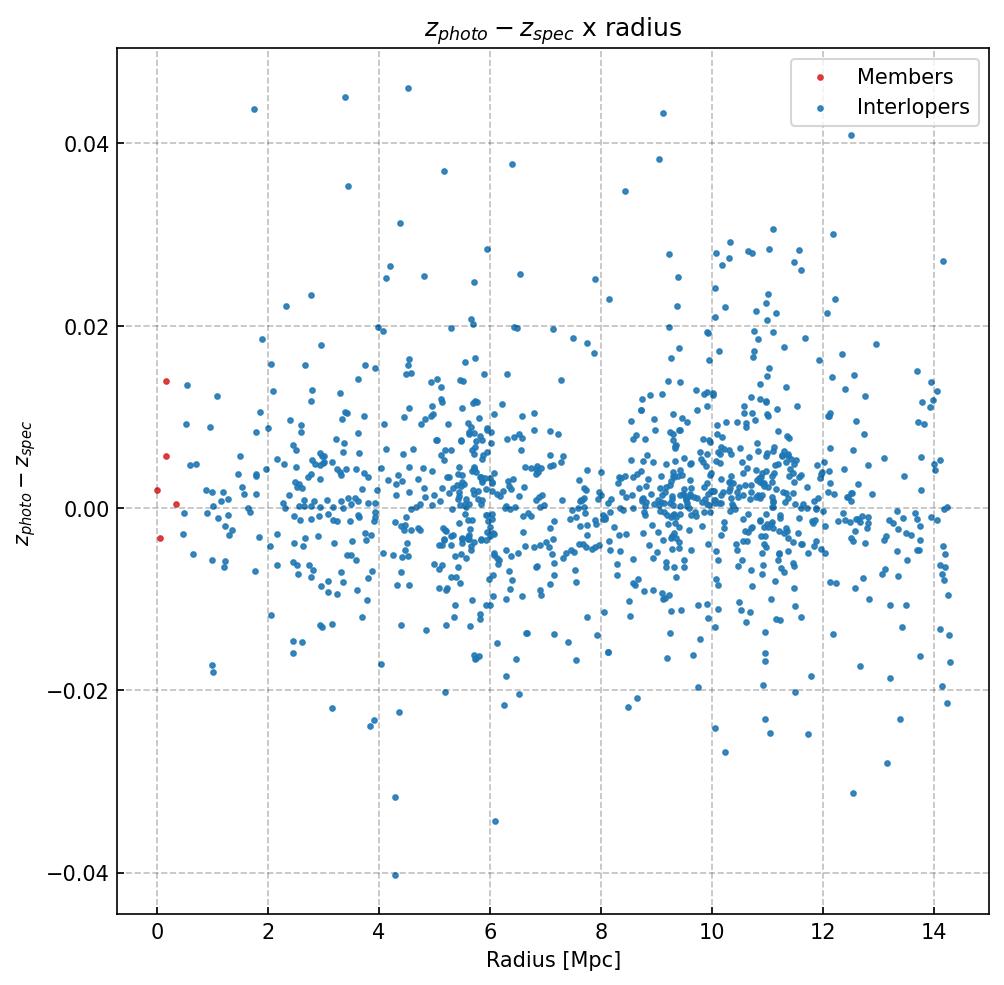 z_photo − z_spec x radius
Members
Interlopers
z_photo − z_spec
0.04
0.02
0.00
−0.02
−0.04
0 2 4 6 8 10 12 14
Radius [Mpc]